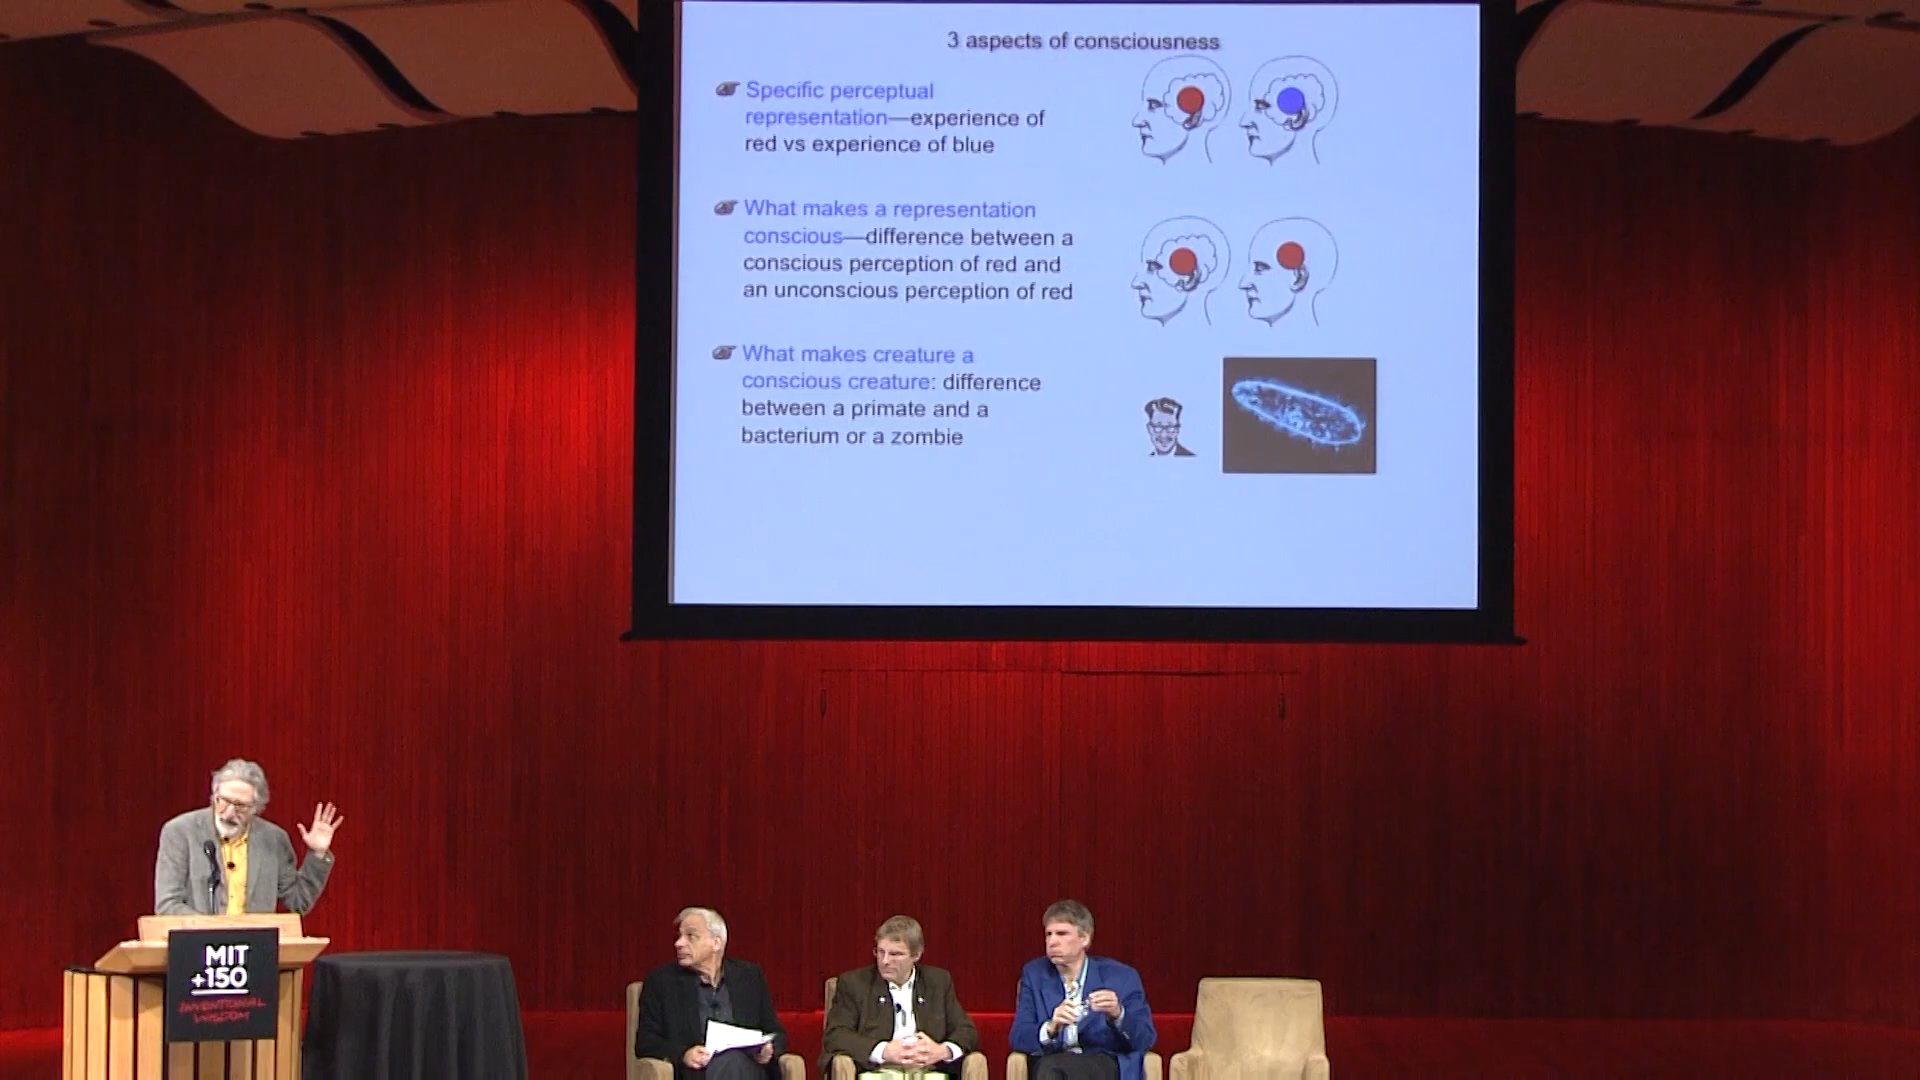 3 aspects of consciousness
Specific perceptual
representation—experience of
red vs experience of blue
What makes a representation
conscious—difference between a
conscious perception of red and
an unconscious perception of red
What makes creature a
conscious creature: difference
between a primate and a
bacterium or a zombie
MIT
+150
INVENTIONAL
WISDOM